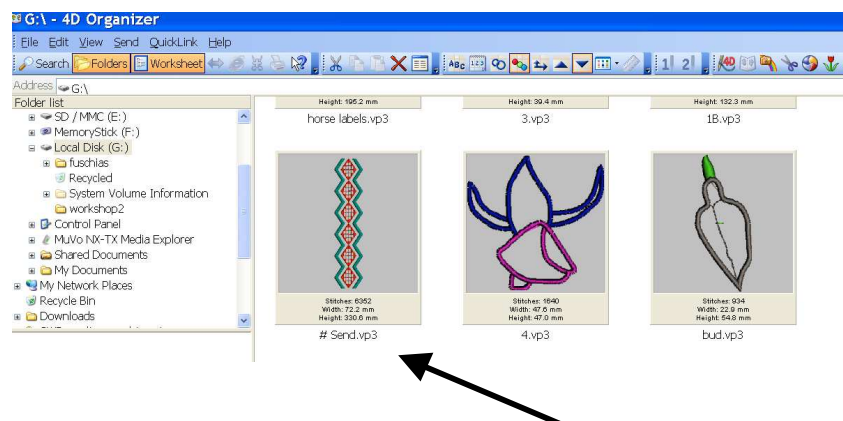 G:\ - 4D Organizer
File Edit View Send QuickLink Help
Search Folders Worksheet ABC 123 1 2 4D
Address G:\
Folder list
SD / MMC (E:)
MemoryStick (F:)
Local Disk (G:)
fuschias
Recycled
System Volume Information
workshop2
Control Panel
MuVo NX-TX Media Explorer
Shared Documents
My Documents
My Network Places
Recycle Bin
Downloads
Height: 195.2 mm
horse labels.vp3
Height: 39.4 mm
3.vp3
Height: 132.3 mm
1B.vp3
Stitches: 6352
Width: 72.2 mm
Height: 330.6 mm
# Send.vp3
Stitches: 1640
Width: 47.6 mm
Height: 47.0 mm
4.vp3
Stitches: 934
Width: 22.9 mm
Height: 54.8 mm
bud.vp3